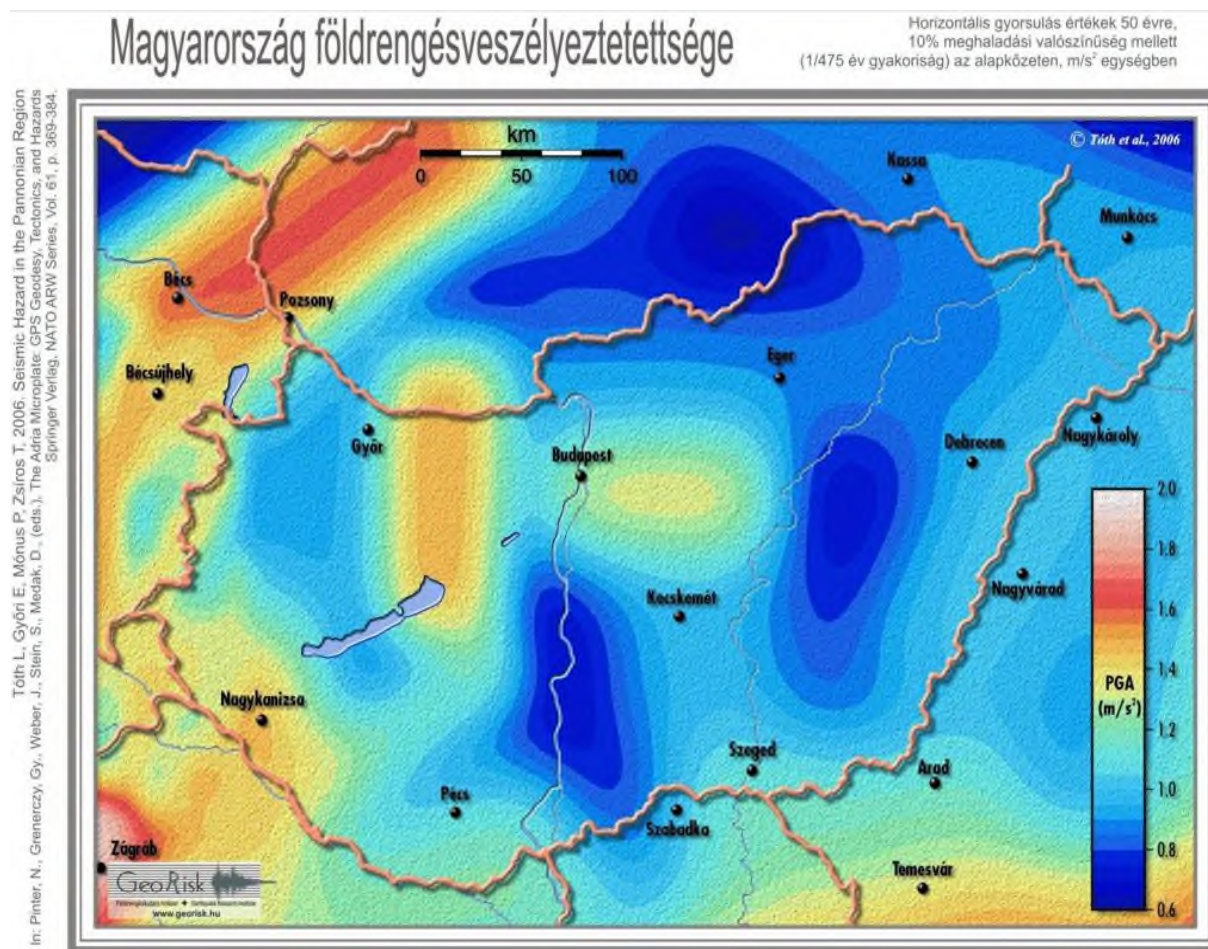 Magyarország földrengésveszélyeztetettsége
Horizontális gyorsulás értékek 50 évre,
10% meghaladási valószínűség mellett
(1/475 év gyakoriság) az alapkőzeten, m/s² egységben
Tóth L, Győri E, Mónus P, Zsíros T, 2006. Seismic Hazard in the Pannonian Region
In: Pinter, N., Grenerczy, Gy., Weber, J., Stein, S., Medak, D., (eds.), The Adria Microplate: GPS Geodesy, Tectonics, and Hazards
Springer Verlag, NATO ARW Series, Vol. 61, p. 369-384.
© Tóth et al., 2006
km
0 50 100
Kassa
Munkács
Bécs
Pozsony
Eger
Bécsújhely
Nagykároly
Győr
Debrecen
Budapest
Nagyvárad
Kecskemét
Nagykanizsa
Szeged
Arad
Pécs
Szabadka
Zágráb
Temesvár
2.0
1.8
1.6
1.4
PGA
(m/s²)
1.2
1.0
0.8
0.6
GeoRisk
www.georisk.hu